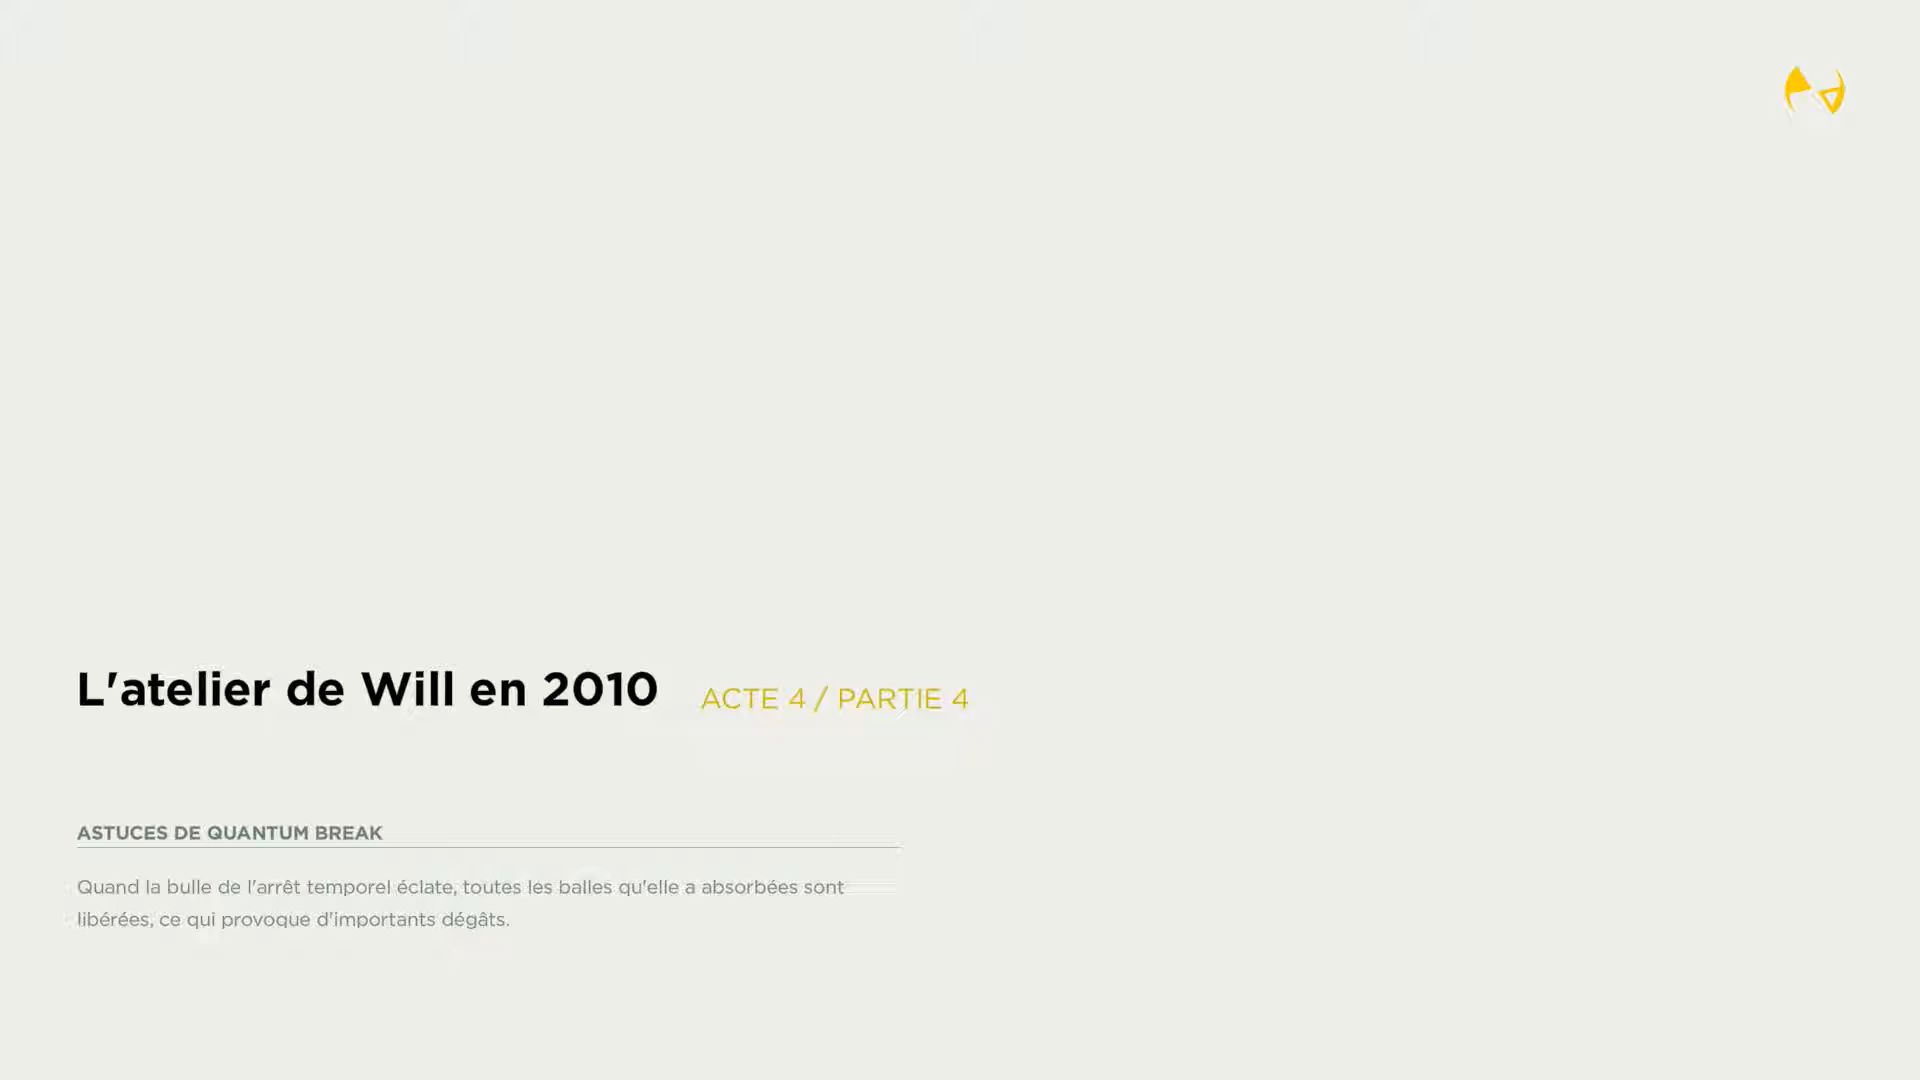 L'atelier de Will en 2010 ACTE 4 / PARTIE 4
ASTUCES DE QUANTUM BREAK
Quand la bulle de l'arrêt temporel éclate, toutes les balles qu'elle a absorbées sont
libérées, ce qui provoque d'importants dégâts.